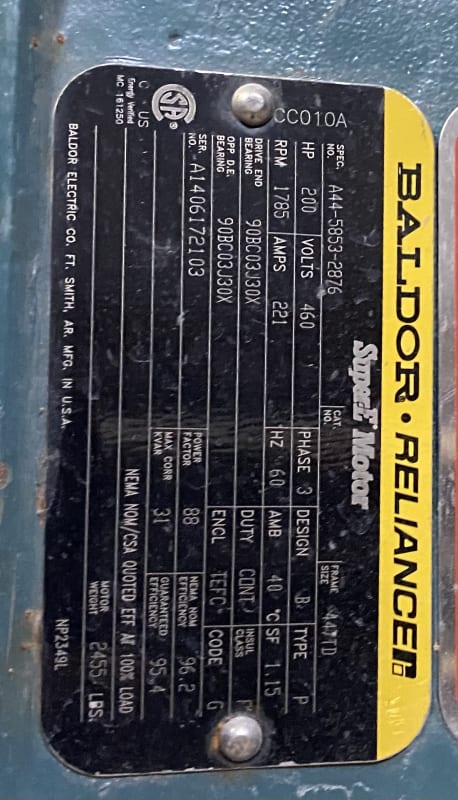 BALDOR · RELIANCER
SuperE Motor
CC010A
SPEC. NO. A44-5853-2876 CAT. NO. FRAME SIZE 447TD
HP 200 VOLTS 460 PHASE 3 DESIGN B TYPE P
RPM 1785 AMPS 221 HZ 60 AMB 40 °C SF 1.15
DRIVE END BEARING 90BC03J30X DUTY CONT INSUL CLASS
OPP D.E. BEARING 90BC03J30X ENCL TEFC CODE G
SER. NO. A1406172103 POWER FACTOR 88 NEMA NOM EFFICIENCY 96.2
MAX CORR KVAR 31 GUARANTEED EFFICIENCY 95.4
NEMA NOM/CSA QUOTED EFF AT 100% LOAD
SA
C US
Energy Verified
MC 161250
MOTOR WEIGHT 2455 LBS.
BALDOR ELECTRIC CO. FT. SMITH, AR. MFG. IN U.S.A.
NP2349L